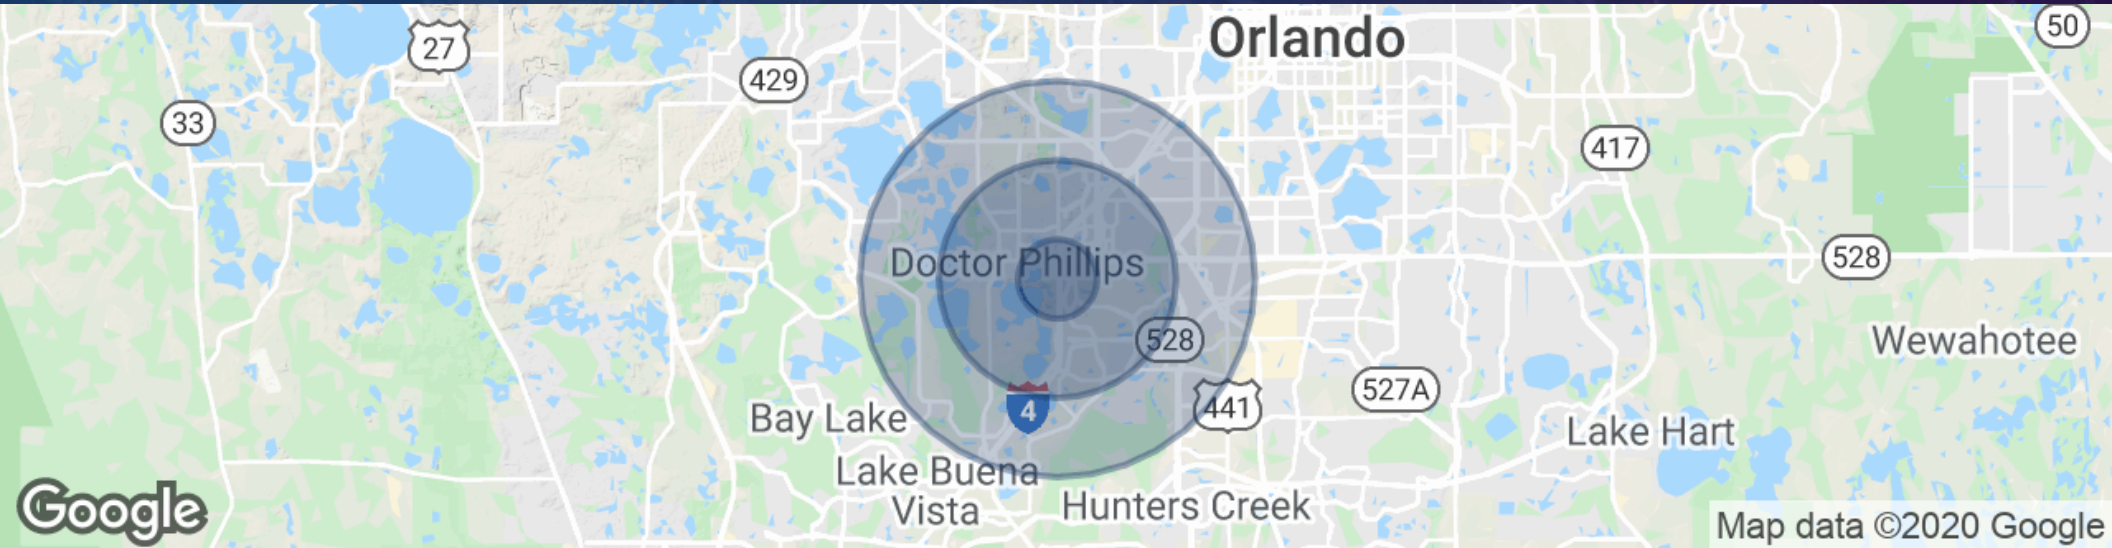 Orlando
50
27
429
33
417
Doctor Phillips
528
528
Wewahotee
527A
4
441
Bay Lake
Lake Hart
Lake Buena
Vista
Hunters Creek
Google
Map data ©2020 Google